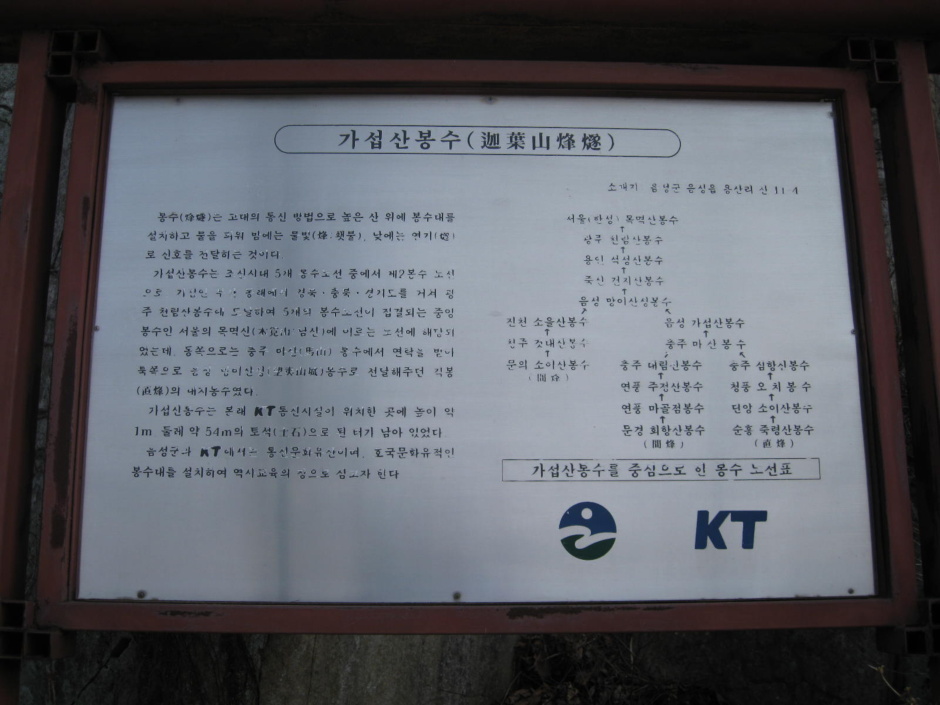 가섭산봉수(迦葉山烽燧)
소재지 음성군 음성읍 용산리 산 11-4
봉수(烽燧)는 고대의 통신 방법으로 높은 산 위에 봉수대를
설치하고 불을 피워 밤에는 불빛(烽:횃불), 낮에는 연기(燧)
로 신호를 전달하는 것이다.
가섭산봉수는 조선시대 5개 봉수노선 중에서 제2봉수 노선
으로 동래에서 경북·충북·경기도를 거쳐 광
주 천림산봉수에 도달하여 5개의 봉수노선이 집결되는 중앙
봉수인 서울의 목멱산(木覓山:남산)에 이르는 노선에 해당되
었는데, 동쪽으로는 충주 마산(馬山) 봉수에서 연락을 받아
북쪽으로 음성 망이산성 봉수로 전달해주던 직봉
(直烽)의 내지봉수였다.
가섭산봉수는 본래 KT통신시설이 위치한 곳에 높이 약
1m 둘레 약 54m의 토석(土石)으로 된 터가 남아 있었다.
음성군과 KT에서는 통신문화유산이며, 호국문화유적인
봉수대를 설치하여 역사교육의 장으로 삼고자 한다
서울(한성) 목멱산봉수
↑
광주 천림산봉수
↑
용인 석성산봉수
↑
죽산 건지산봉수
↑
음성 망이산성봉수
진천 소을산봉수 음성 가섭산봉수
청주 것대산봉수 충주 마산봉수
문의 소이산봉수 충주 대림산봉수 충주 심항산봉수
(間烽) 연풍 주정산봉수 청풍 오치봉수
연풍 마골점봉수 단양 소이산봉수
문경 회항산봉수 순흥 죽령산봉수
(間烽) (直烽)
가섭산봉수를 중심으로 인 봉수 노선표
KT